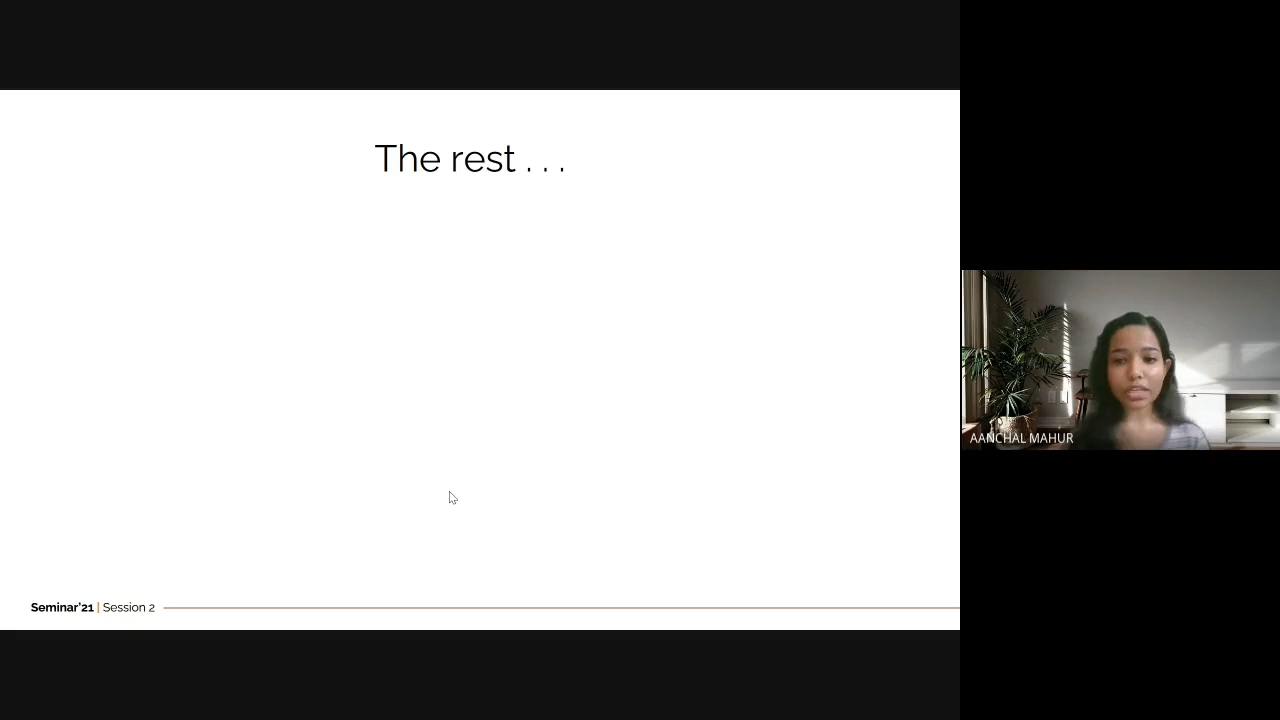 The rest . . .
AANCHAL MAHUR
Seminar'21 | Session 2